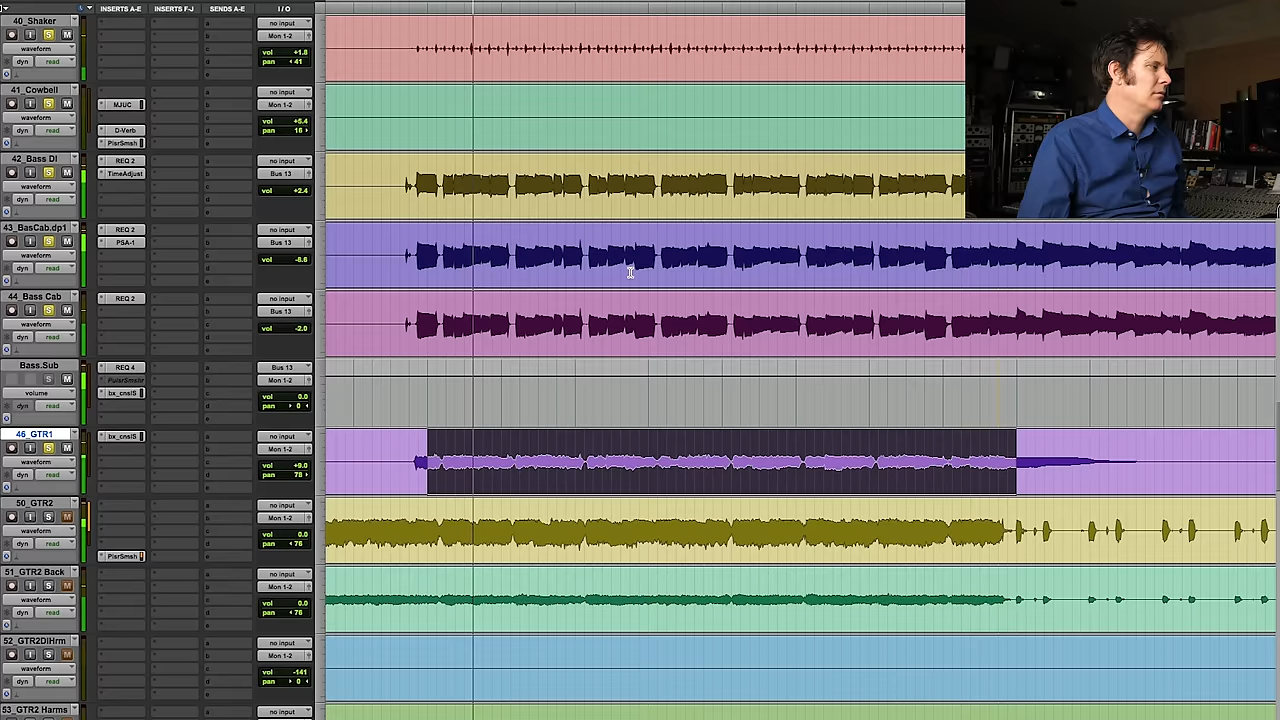 INSERTS A-E INSERTS F-J SENDS A-E I / O
40_Shaker
no input
a
waveform
b
Mon 1-2
c
vol +1.8
dyn read
d
pan 41
e
41_Cowbell
a
no input
MJUC
b
Mon 1-2
waveform
c
vol +5.4
dyn read
D-Verb
d
pan 16
PlsrSmsh
e
42_Bass DI
REQ 2
a
no input
TimeAdjust
b
Bus 13
waveform
c
vol +2.4
dyn read
d
e
43_BasCab.dp1
REQ 2
a
no input
PSA-1
b
Bus 13
waveform
c
vol -8.6
dyn read
d
e
44_Bass Cab
REQ 2
a
no input
b
Bus 13
waveform
c
vol -2.0
dyn read
d
e
Bass.Sub
REQ 4
a
Bus 13
b
Mon 1-2
volume
bx_cnslS
c
vol 0.0
dyn read
d
pan 0
e
46_GTR1
bx_cnslS
a
no input
b
Mon 1-2
waveform
c
vol +9.0
dyn read
d
pan 78
e
50_GTR2
a
no input
b
Mon 1-2
waveform
c
vol 0.0
dyn read
d
pan 76
PlsrSmsh
e
51_GTR2 Back
a
no input
b
Mon 1-2
waveform
c
vol 0.0
dyn read
d
pan 76
e
52_GTR2DIHrm
a
no input
b
Mon 1-2
waveform
c
vol -141
dyn read
d
pan 0
e
53_GTR2 Harms
a
no input